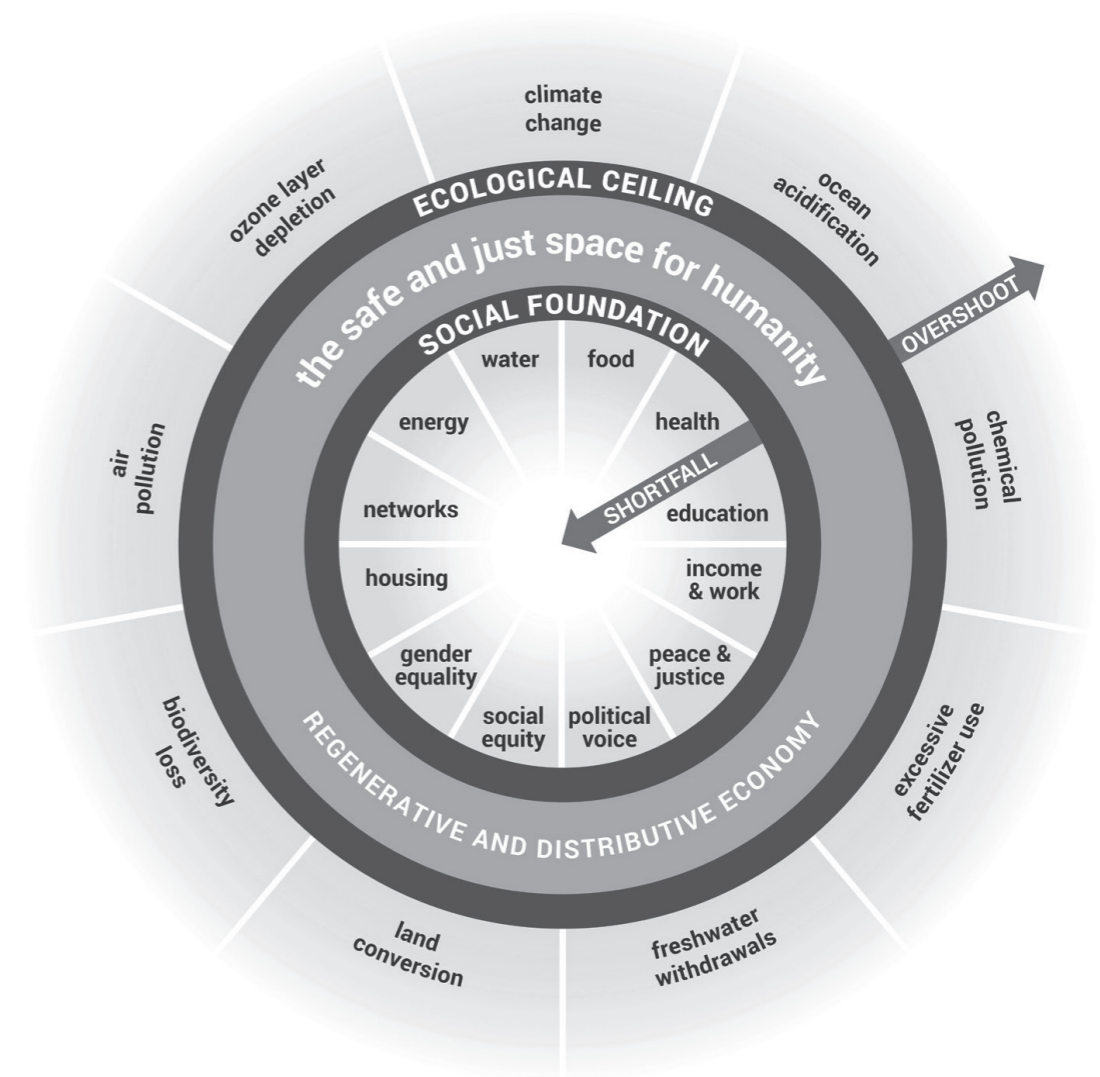 climate
change
ozone layer
depletion
ocean
acidification
ECOLOGICAL CEILING
the safe and just space for humanity
OVERSHOOT
SOCIAL FOUNDATION
water
food
energy
health
SHORTFALL
networks
education
air
pollution
chemical
pollution
housing
income
& work
gender
equality
peace &
justice
social
equity
political
voice
REGENERATIVE AND DISTRIBUTIVE ECONOMY
biodiversity
loss
excessive
fertilizer use
land
conversion
freshwater
withdrawals